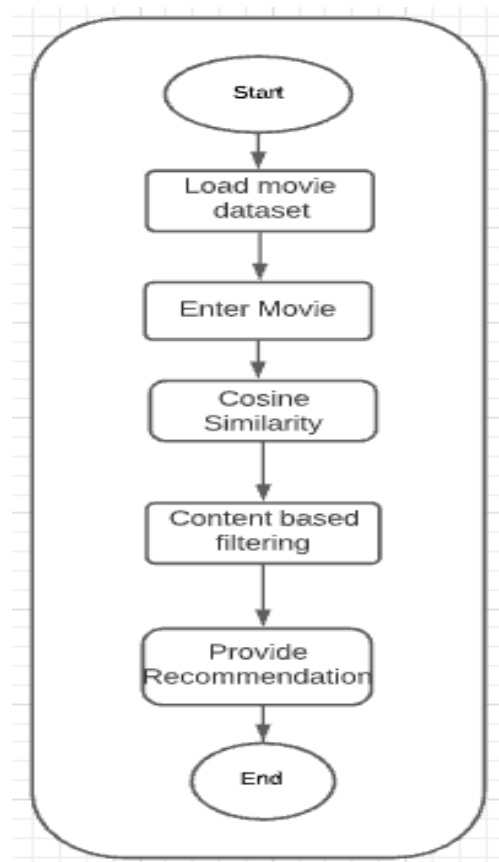 Start
Load movie
dataset
Enter Movie
Cosine
Similarity
Content based
filtering
Provide
Recommendation
End